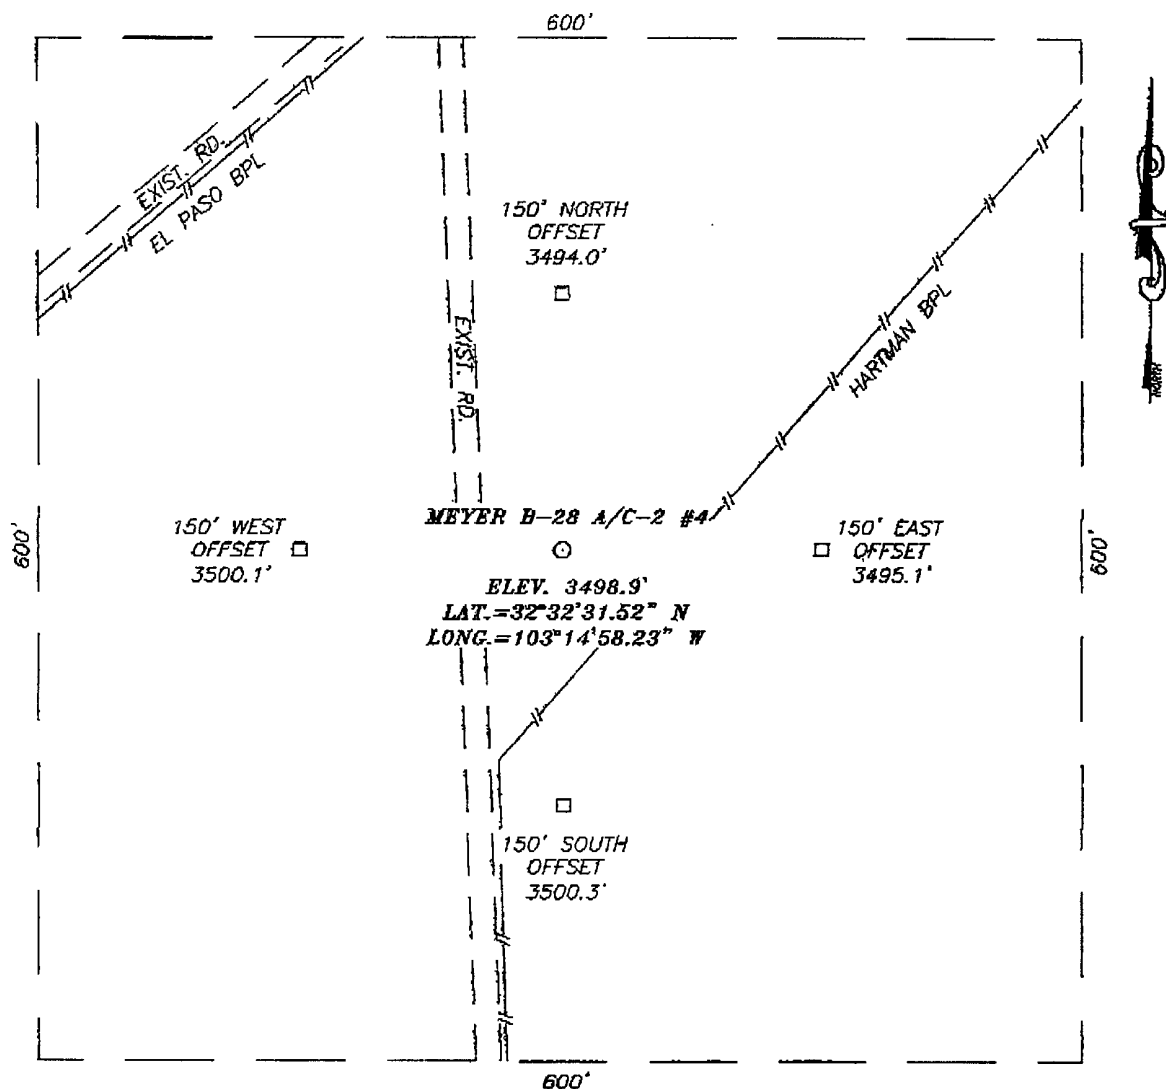 600'
EXIST. RD.
EL PASO BPL
150' NORTH
OFFSET
3494.0'
EXIST. RD.
HARTMAN BPL
NORTH
600'
150' WEST
OFFSET
3500.1'
MEYER B-28 A/C-2 #4
150' EAST
OFFSET
3495.1'
600'
ELEV. 3498.9'
LAT.=32°32'31.52" N
LONG.=103°14'58.23" W
150' SOUTH
OFFSET
3500.3'
600'